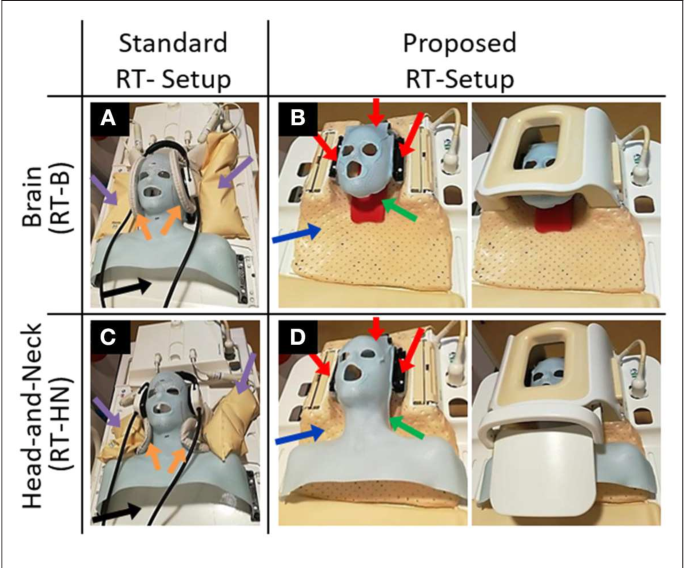 Standard
RT- Setup
Proposed
RT-Setup
Brain
(RT-B)
A
B
Head-and-Neck
(RT-HN)
C
D